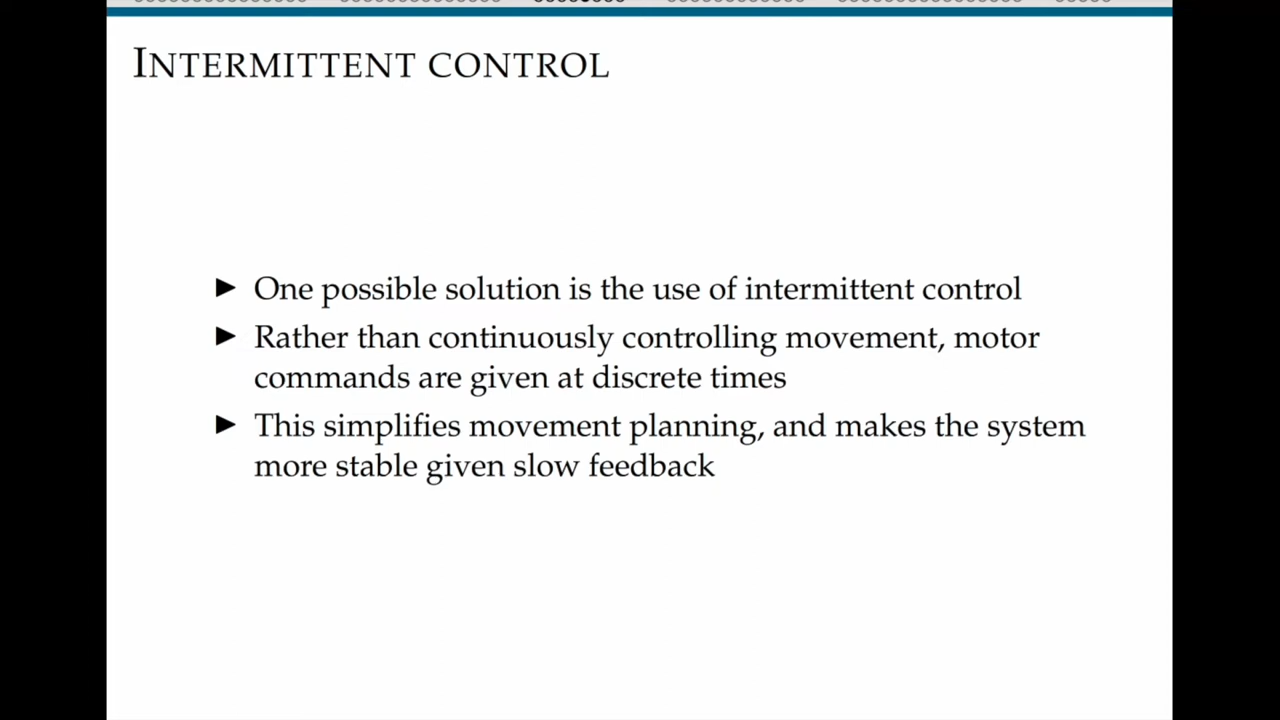 INTERMITTENT CONTROL
▶ One possible solution is the use of intermittent control
▶ Rather than continuously controlling movement, motor
commands are given at discrete times
▶ This simplifies movement planning, and makes the system
more stable given slow feedback